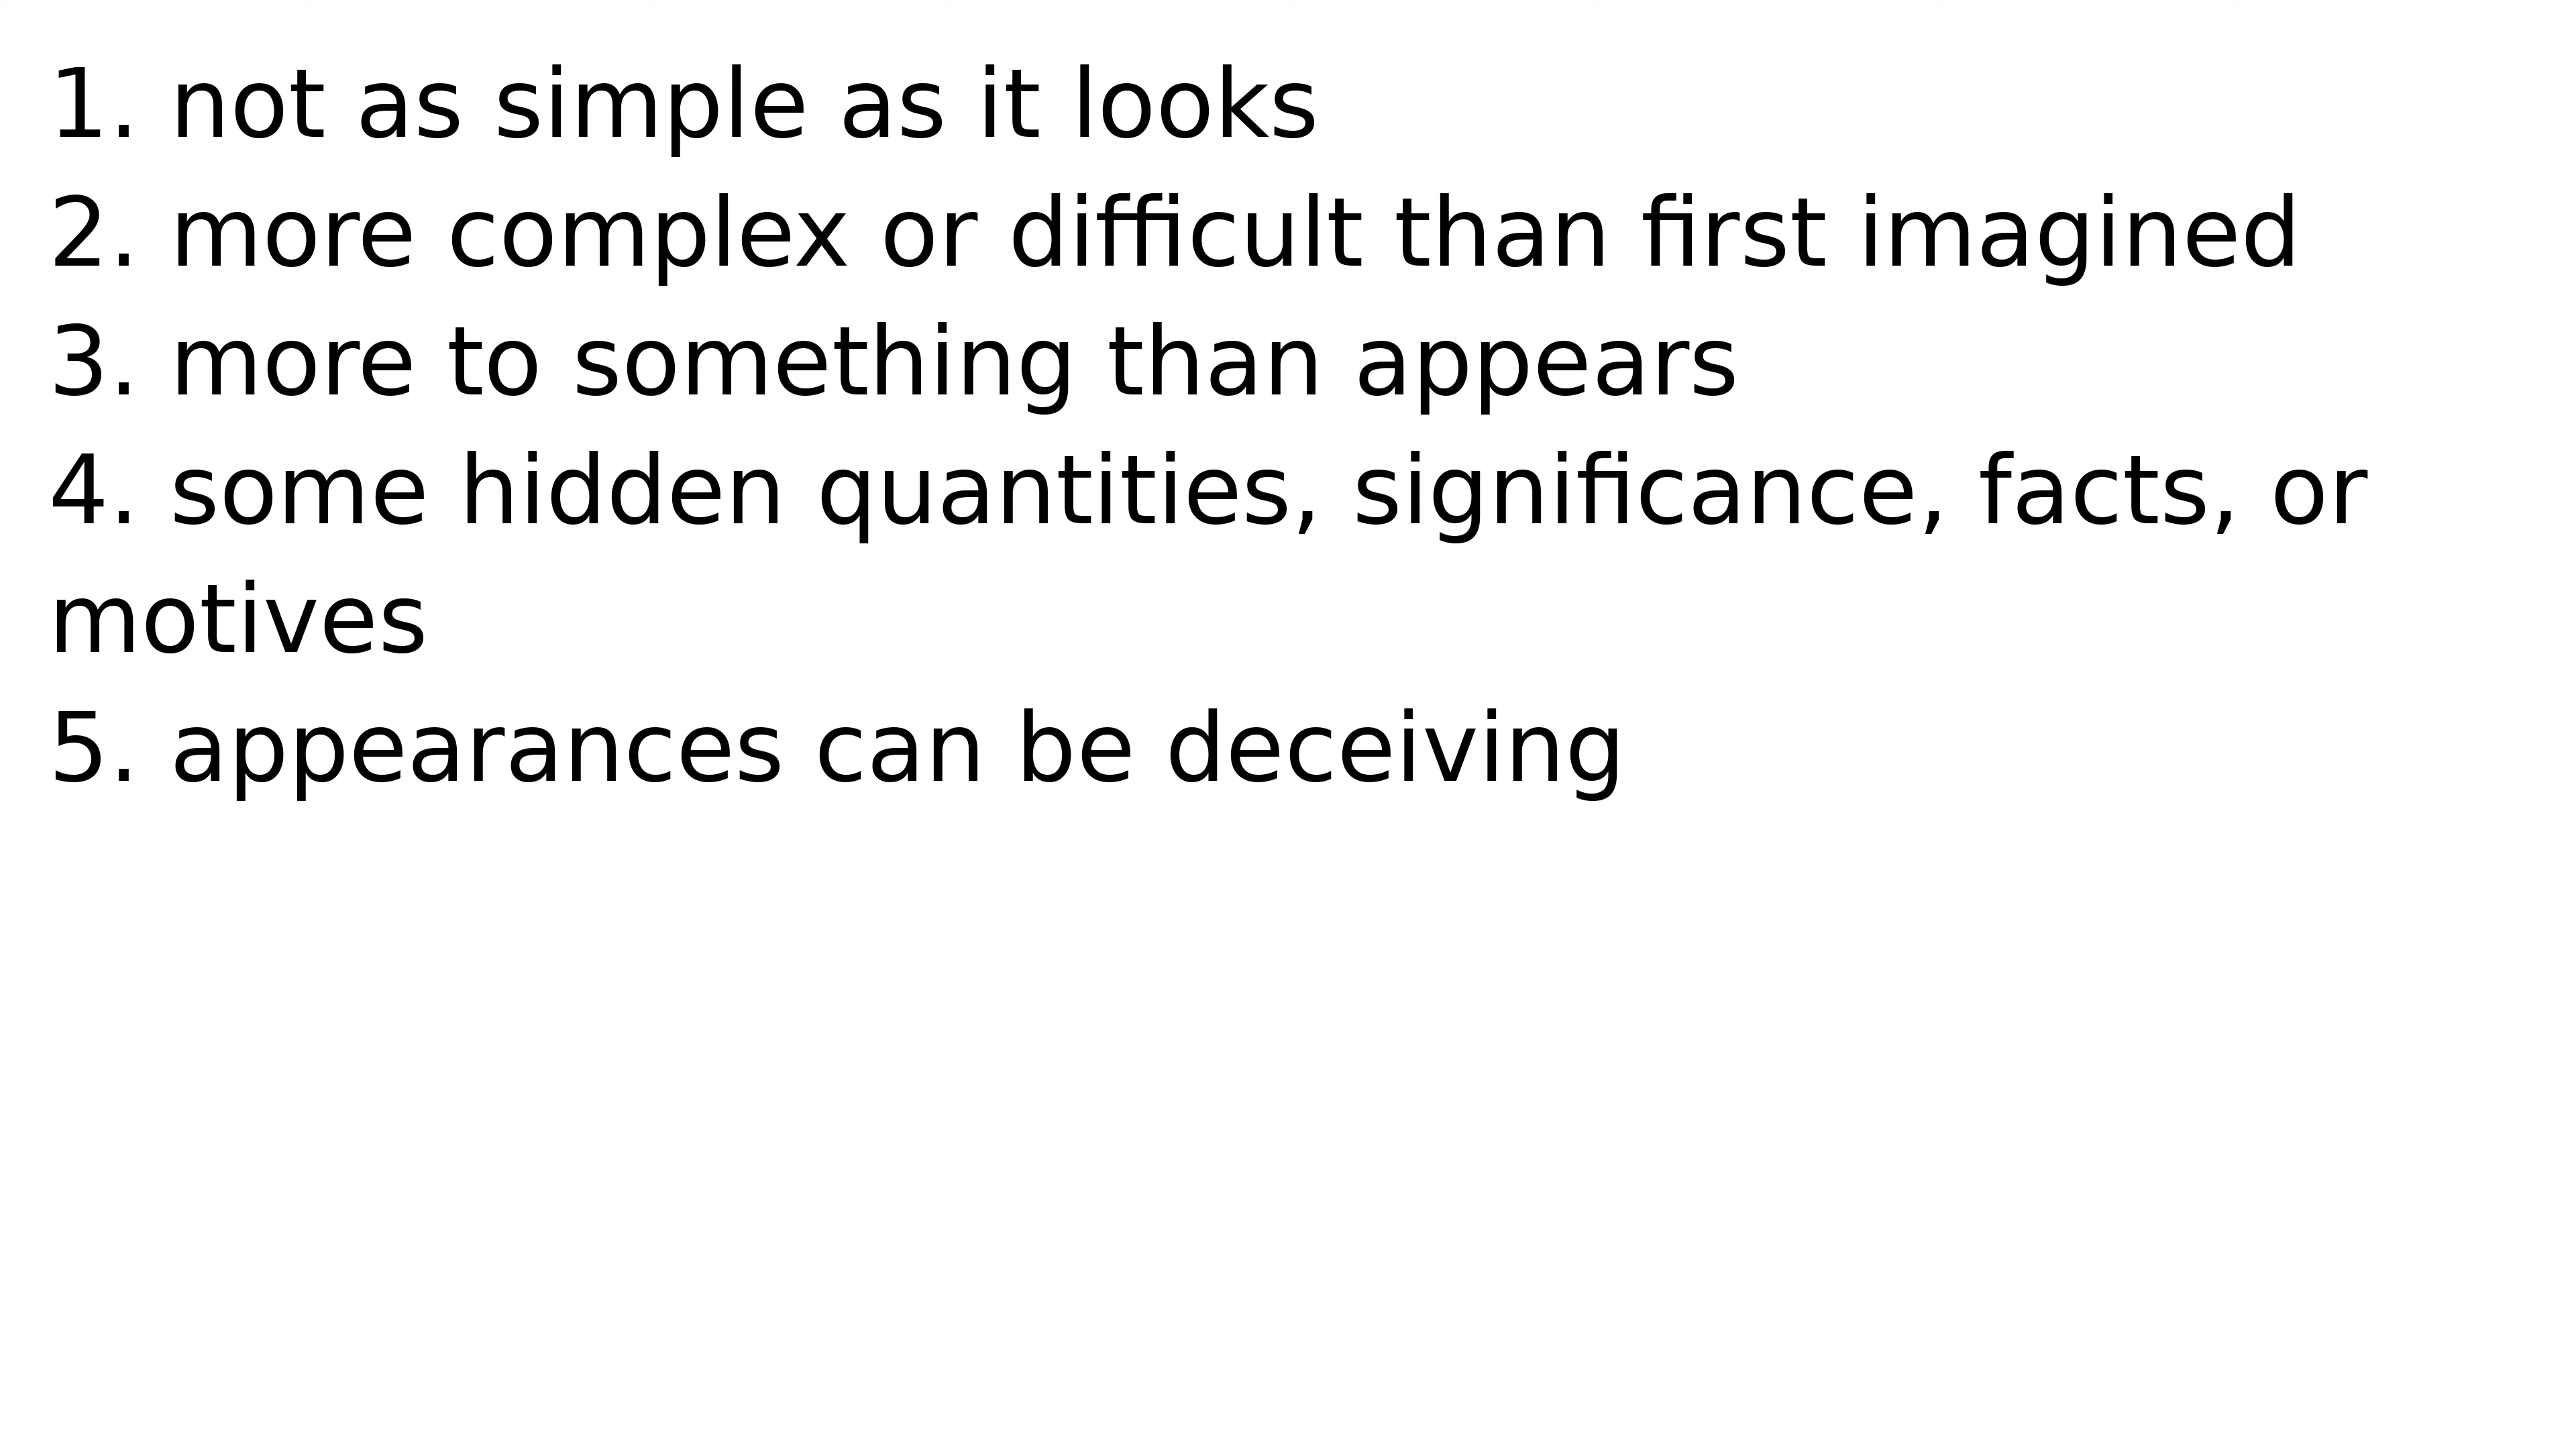 1. not as simple as it looks
2. more complex or difficult than first imagined
3. more to something than appears
4. some hidden quantities, significance, facts, or
motives
5. appearances can be deceiving